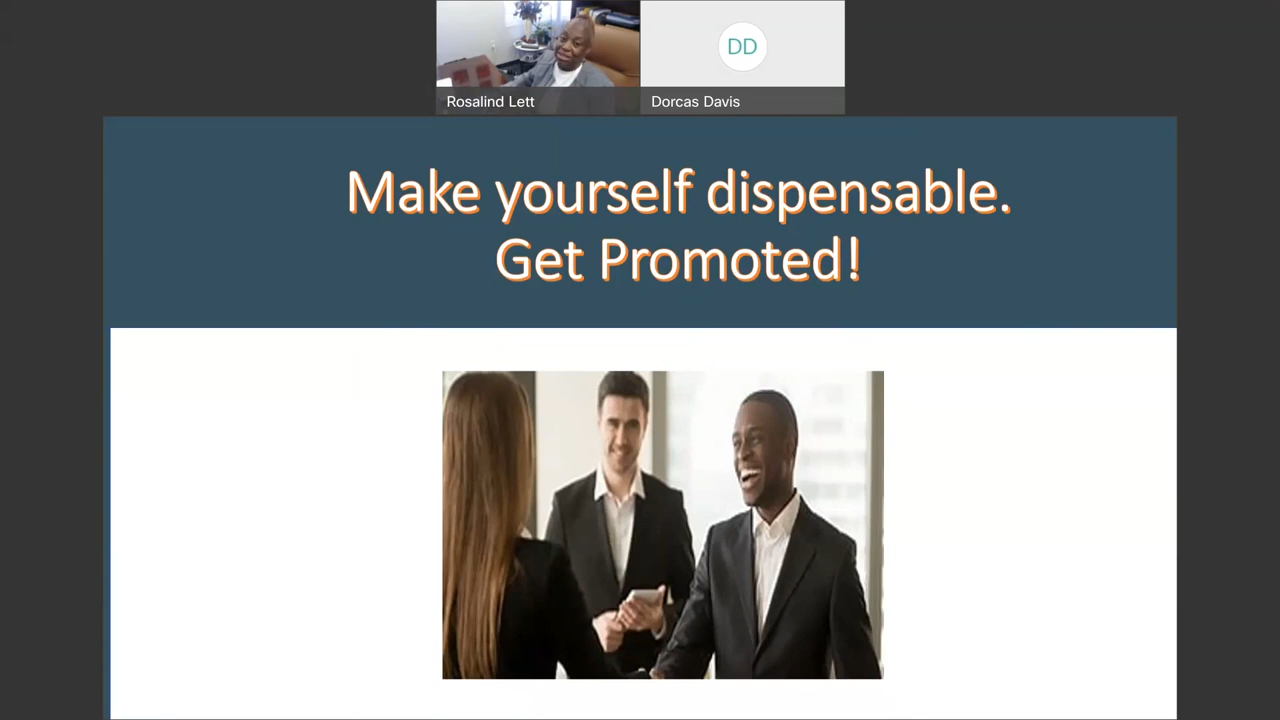 DD
Rosalind Lett
Dorcas Davis
Make yourself dispensable.
Get Promoted!